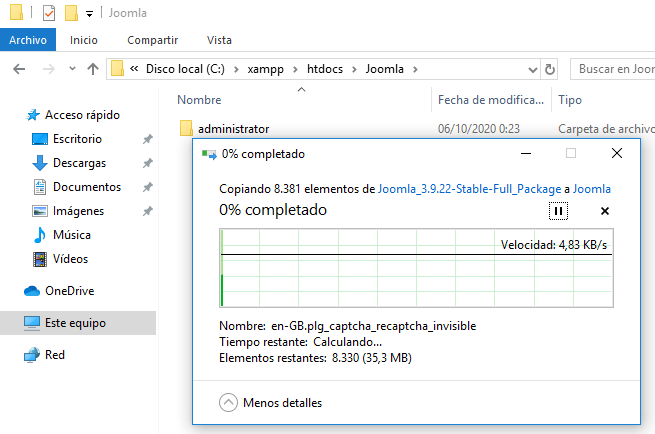 Joomla
Archivo Inicio Compartir Vista
Disco local (C:) xampp htdocs Joomla Buscar en Joon
Nombre Fecha de modifica... Tipo
administrator 06/10/2020 0:23 Carpeta de archivo
Acceso rápido
Escritorio
Descargas
Documentos
Imágenes
Música
Vídeos
OneDrive
Este equipo
Red
0% completado
Copiando 8.381 elementos de Joomla_3.9.22-Stable-Full_Package a Joomla
0% completado
Velocidad: 4,83 KB/s
Nombre: en-GB.plg_captcha_recaptcha_invisible
Tiempo restante: Calculando...
Elementos restantes: 8.330 (35,3 MB)
Menos detalles